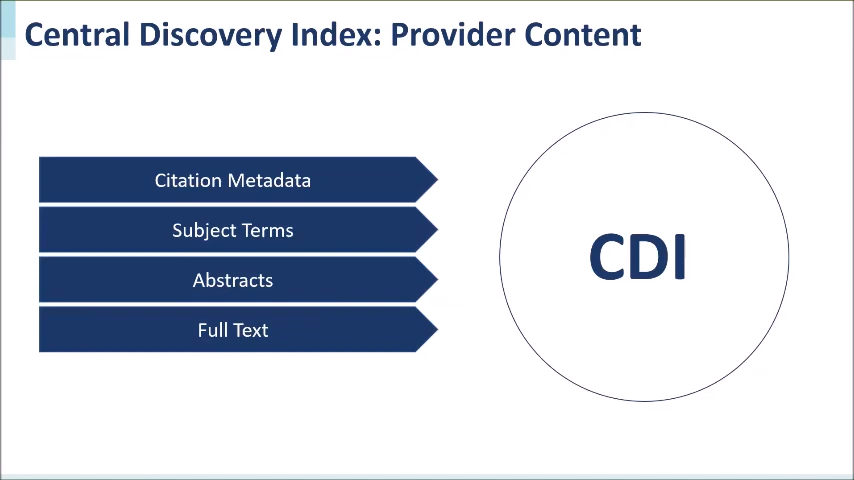 Central Discovery Index: Provider Content
Citation Metadata
Subject Terms
Abstracts
Full Text
CDI